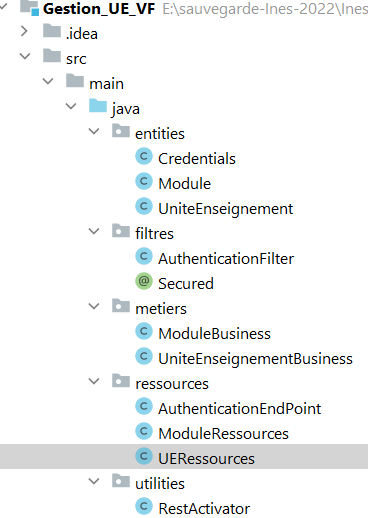 Gestion_UE_VF E:\sauvegarde-Ines-2022\Ines
.idea
src
main
java
entities
C Credentials
C Module
C UniteEnseignement
filtres
C AuthenticationFilter
@ Secured
metiers
C ModuleBusiness
C UniteEnseignementBusiness
ressources
C AuthenticationEndPoint
C ModuleRessources
C UERessources
utilities
C RestActivator